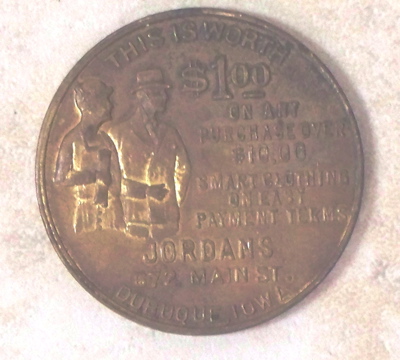 THIS IS WORTH
$1.00
ON ANY
PURCHASE OVER
$10.00
SMART CLOTHING
ON EASY
PAYMENT TERMS
JORDANS
MAIN ST.
DUBUQUE, IOWA